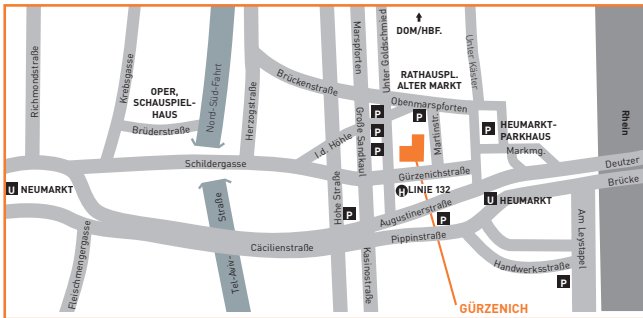 DOM/HBF.
Richmondstraße
Krebsgasse
Nord-Süd-Fahrt
Herzogstraße
Marspforten
Unter Goldschmied
Unter Käster
OPER,
SCHAUSPIEL-
HAUS
Brückenstraße
RATHAUSPL.
ALTER MARKT
Obenmarspforten
Brüderstraße
I.d. Höhle
Große Sandkaul
P
P
P
P
Martinstr.
P
HEUMARKT-
PARKHAUS
Rhein
Markmg.
Schildergasse
Gürzenichstraße
Deutzer
Brücke
U NEUMARKT
H LINIE 132
U HEUMARKT
Hohe Straße
P
Augustinerstraße
P
Tel-Aviv-
Straße
Fleischmengergasse
Cäcilienstraße
Pippinstraße
Kasinostraße
Am Leystapel
Handwerksstraße
P
GÜRZENICH